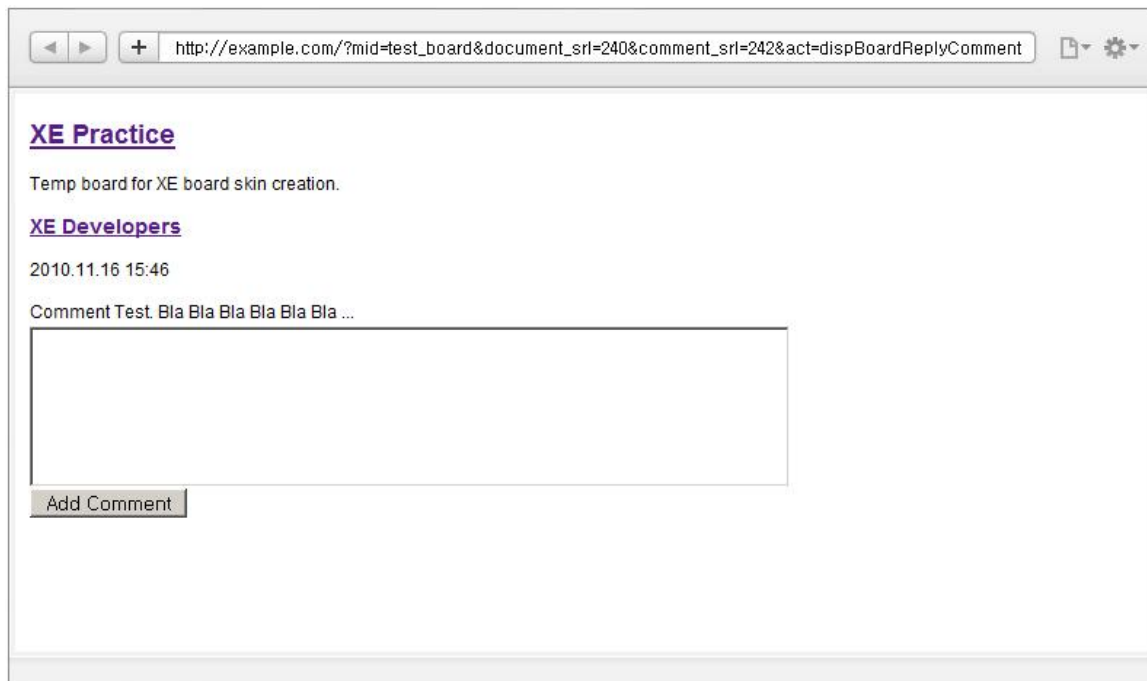 http://example.com/?mid=test_board&document_srl=240&comment_srl=242&act=dispBoardReplyComment
XE Practice
Temp board for XE board skin creation.
XE Developers
2010.11.16 15:46
Comment Test. Bla Bla Bla Bla Bla Bla ...
Add Comment